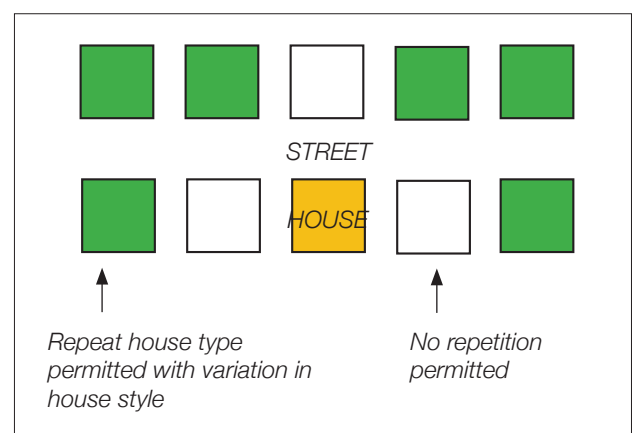 STREET
HOUSE
Repeat house type
permitted with variation in
house style
No repetition
permitted